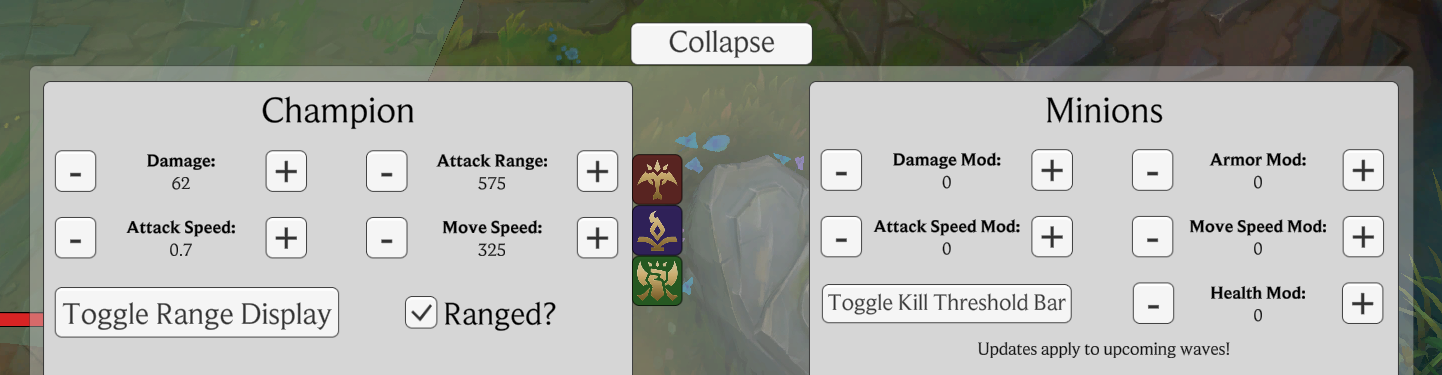 Collapse
Champion
- Damage: + - Attack Range: +
62 575
- Attack Speed: + - Move Speed: +
0.7 325
Toggle Range Display Ranged?
Minions
- Damage Mod: + - Armor Mod: +
0 0
- Attack Speed Mod: + - Move Speed Mod: +
0 0
Toggle Kill Threshold Bar - Health Mod: +
0
Updates apply to upcoming waves!